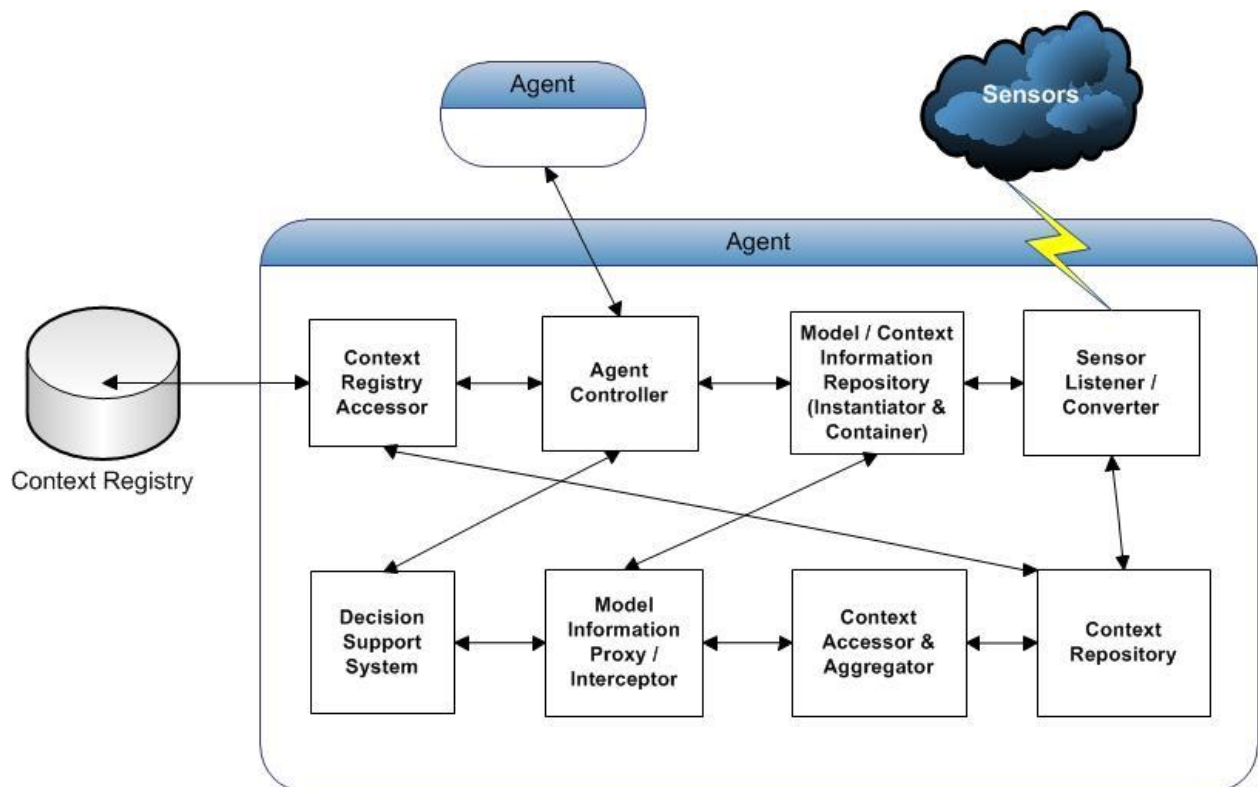 Agent
Sensors
Agent
Context
Registry
Accessor
Agent
Controller
Model / Context
Information
Repository
(Instantiator &
Container)
Sensor
Listener /
Converter
Context Registry
Decision
Support
System
Model
Information
Proxy /
Interceptor
Context
Accessor &
Aggregator
Context
Repository